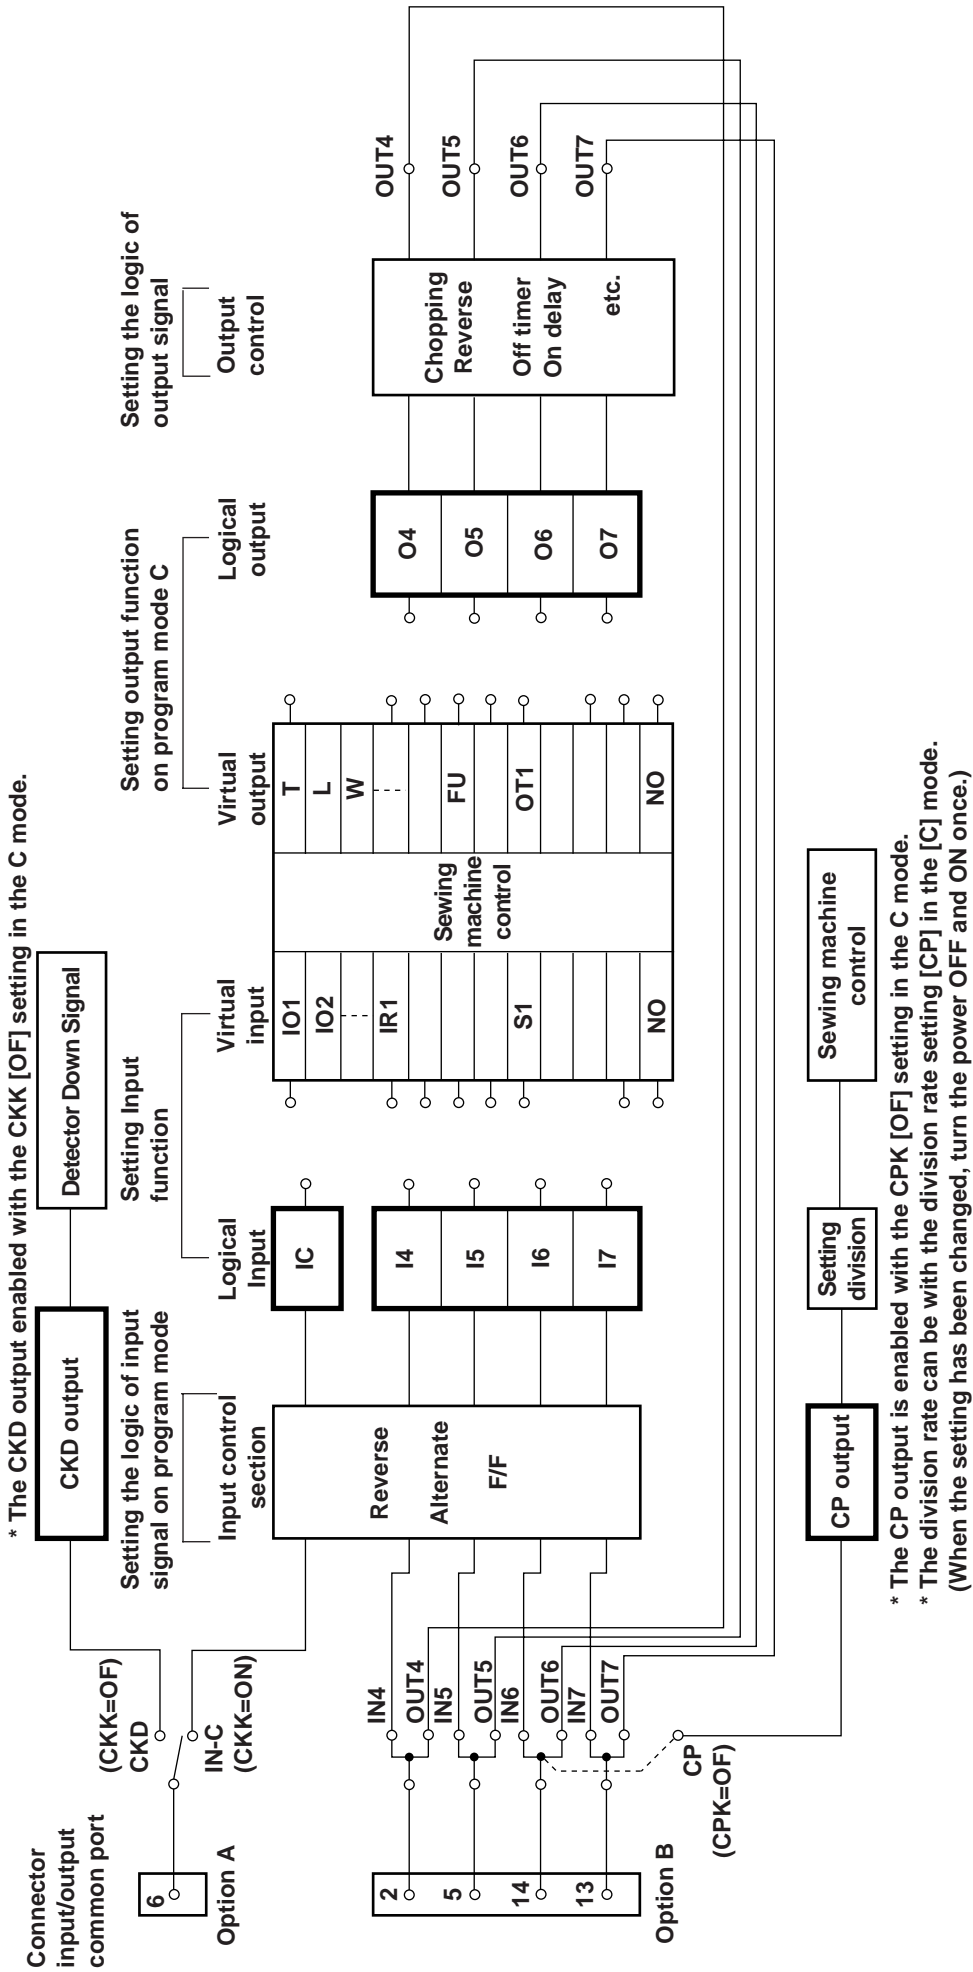 * The CKD output enabled with the CKK [OF] setting in the C mode.
Connector
input/output
common port
6
Option A
(CKK=OF)
CKD
IN-C
(CKK=ON)
CKD output
Detector Down Signal
Setting the logic of input
signal on program mode
Input control
section
Setting Input
function
Logical
Input
Virtual
input
Setting output function
on program mode C
Virtual
output
Logical
output
Setting the logic of
output signal
Output
control
2
5
14
13
Option B
IN4
OUT4
IN5
OUT5
IN6
OUT6
IN7
OUT7
CP
(CPK=OF)
Reverse
Alternate
F/F
IC
I4
I5
I6
I7
IO1
IO2
IR1
S1
NO
Sewing
machine
control
T
L
W
FU
OT1
NO
O4
O5
O6
O7
Chopping
Reverse
Off timer
On delay
etc.
OUT4
OUT5
OUT6
OUT7
CP output
Setting
division
Sewing machine
control
* The CP output is enabled with the CPK [OF] setting in the C mode.
* The division rate can be with the division rate setting [CP] in the [C] mode.
(When the setting has been changed, turn the power OFF and ON once.)